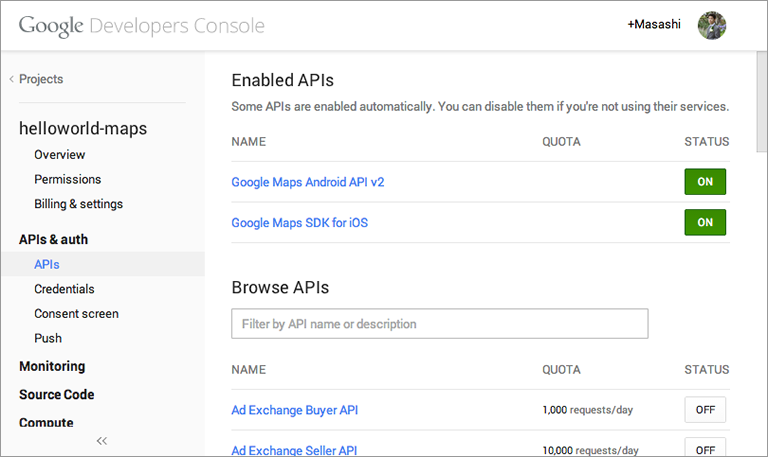 Google Developers Console
+Masashi
Projects
helloworld-maps
Overview
Permissions
Billing & settings
APIs & auth
APIs
Credentials
Consent screen
Push
Monitoring
Source Code
Compute
Enabled APIs
Some APIs are enabled automatically. You can disable them if you're not using their services.
NAME QUOTA STATUS
Google Maps Android API v2 ON
Google Maps SDK for iOS ON
Browse APIs
Filter by API name or description
NAME QUOTA STATUS
Ad Exchange Buyer API 1,000 requests/day OFF
Ad Exchange Seller API 10,000 requests/day OFF